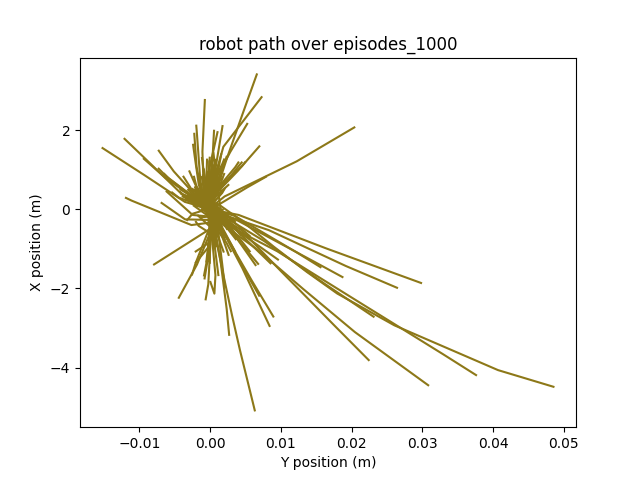 robot path over episodes_1000
X position (m)
2
0
−2
−4
−0.01 0.00 0.01 0.02 0.03 0.04 0.05
Y position (m)